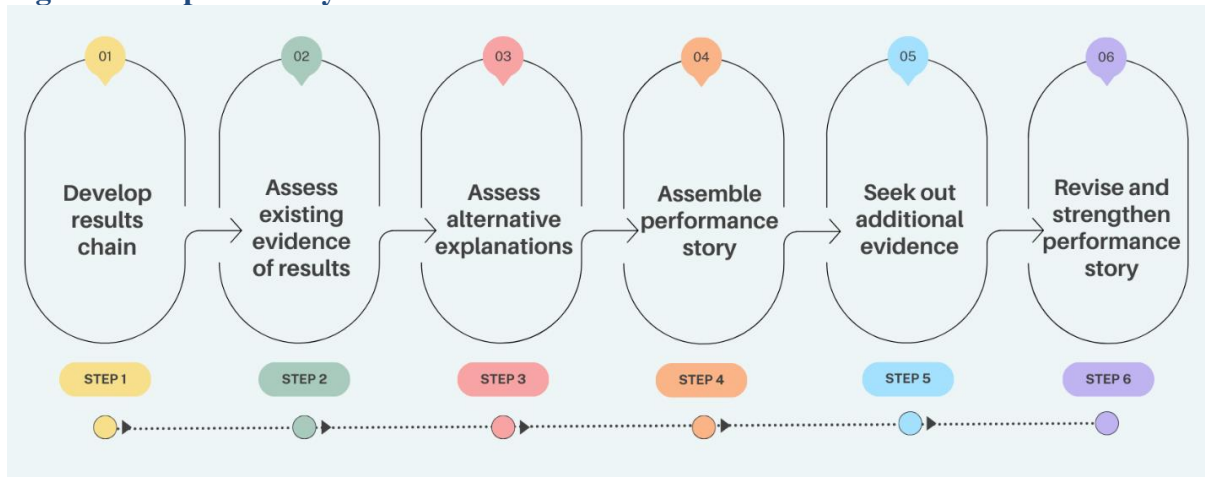 01
02
03
04
05
06
Develop
results
chain
Assess
existing
evidence
of results
Assess
alternative
explanations
Assemble
performance
story
Seek out
additional
evidence
Revise and
strengthen
performance
story
STEP 1
STEP 2
STEP 3
STEP 4
STEP 5
STEP 6